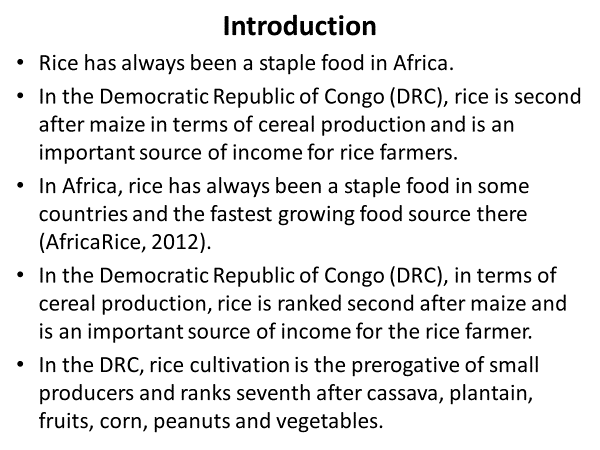 Introduction
• Rice has always been a staple food in Africa.
• In the Democratic Republic of Congo (DRC), rice is second
after maize in terms of cereal production and is an
important source of income for rice farmers.
• In Africa, rice has always been a staple food in some
countries and the fastest growing food source there
(AfricaRice, 2012).
• In the Democratic Republic of Congo (DRC), in terms of
cereal production, rice is ranked second after maize and
is an important source of income for the rice farmer.
• In the DRC, rice cultivation is the prerogative of small
producers and ranks seventh after cassava, plantain,
fruits, corn, peanuts and vegetables.